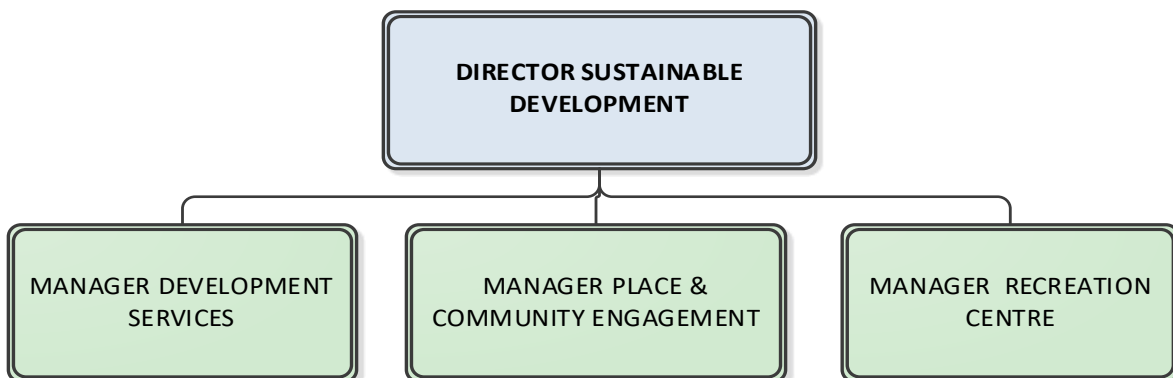 DIRECTOR SUSTAINABLE
DEVELOPMENT
MANAGER DEVELOPMENT
SERVICES
MANAGER PLACE &
COMMUNITY ENGAGEMENT
MANAGER RECREATION
CENTRE